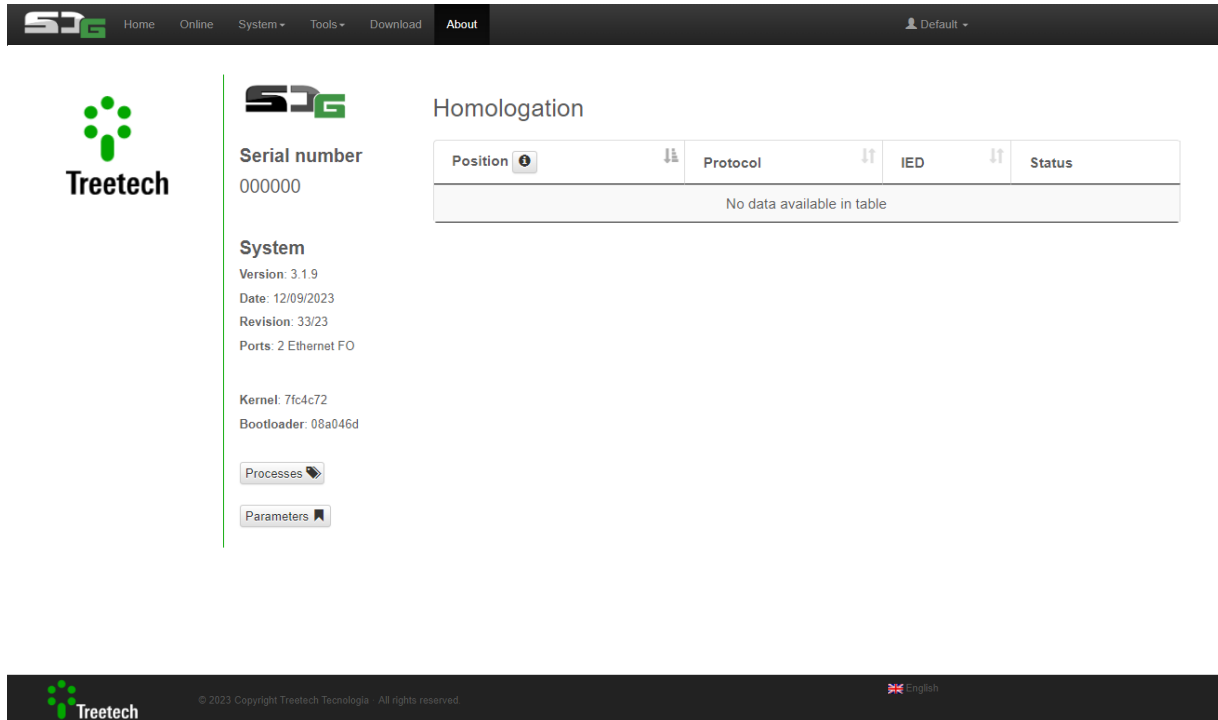 SDG Home Online System Tools Download About Default
Treetech
SDG
Serial number
000000
System
Version: 3.1.9
Date: 12/09/2023
Revision: 33/23
Ports: 2 Ethernet FO
Kernel: 7fc4c72
Bootloader: 08a046d
Processes
Parameters
Homologation
Position Protocol IED Status
No data available in table
Treetech © 2023 Copyright Treetech Tecnologia - All rights reserved. English